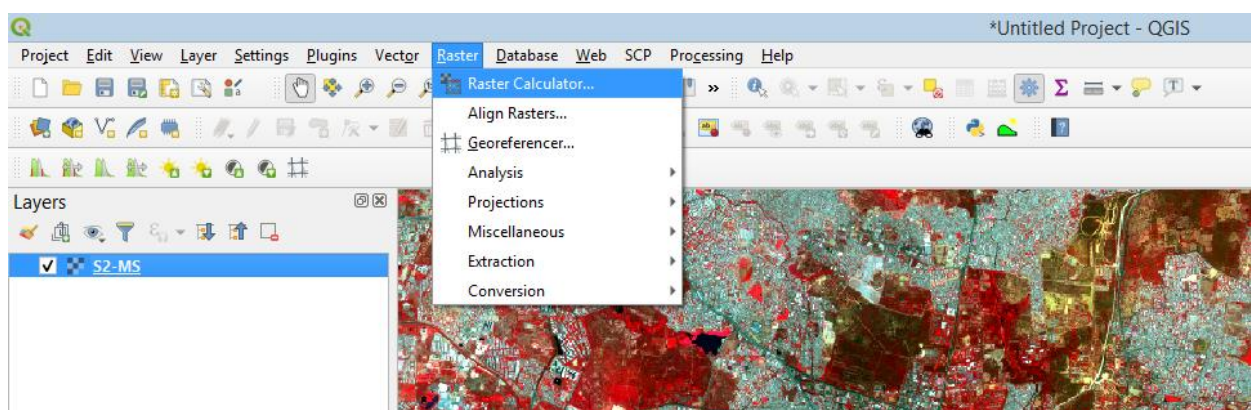 *Untitled Project - QGIS
Project Edit View Layer Settings Plugins Vector Raster Database Web SCP Processing Help
Raster Calculator...
Align Rasters...
Georeferencer...
Analysis
Projections
Miscellaneous
Extraction
Conversion
Layers
S2-MS